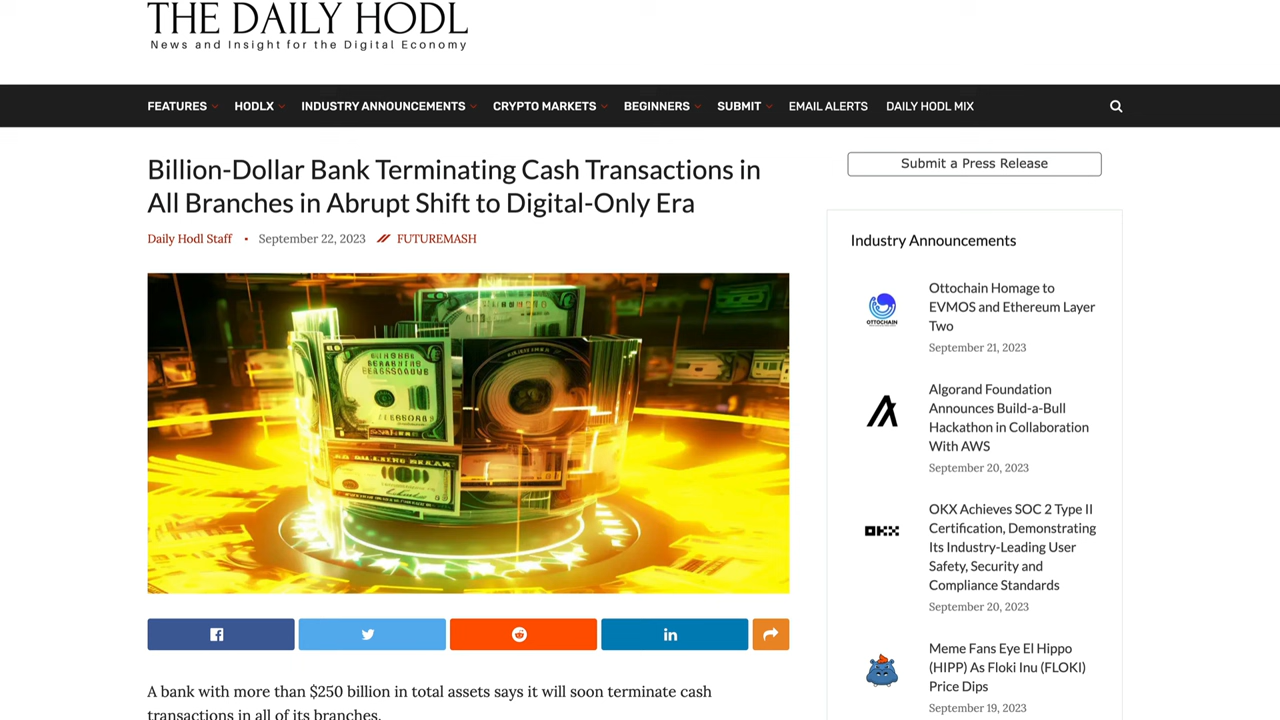 THE DAILY HODL
News and Insight for the Digital Economy
FEATURES HODLX INDUSTRY ANNOUNCEMENTS CRYPTO MARKETS BEGINNERS SUBMIT EMAIL ALERTS DAILY HODL MIX
Billion-Dollar Bank Terminating Cash Transactions in
All Branches in Abrupt Shift to Digital-Only Era
Daily Hodl Staff • September 22, 2023 FUTUREMASH
A bank with more than $250 billion in total assets says it will soon terminate cash
transactions in all of its branches.
Submit a Press Release
Industry Announcements
Ottochain Homage to
EVMOS and Ethereum Layer
Two
September 21, 2023
OTTOCHAIN
Algorand Foundation
Announces Build-a-Bull
Hackathon in Collaboration
With AWS
September 20, 2023
OKX Achieves SOC 2 Type II
Certification, Demonstrating
Its Industry-Leading User
Safety, Security and
Compliance Standards
September 20, 2023
OKX
Meme Fans Eye El Hippo
(HIPP) As Floki Inu (FLOKI)
Price Dips
September 19, 2023